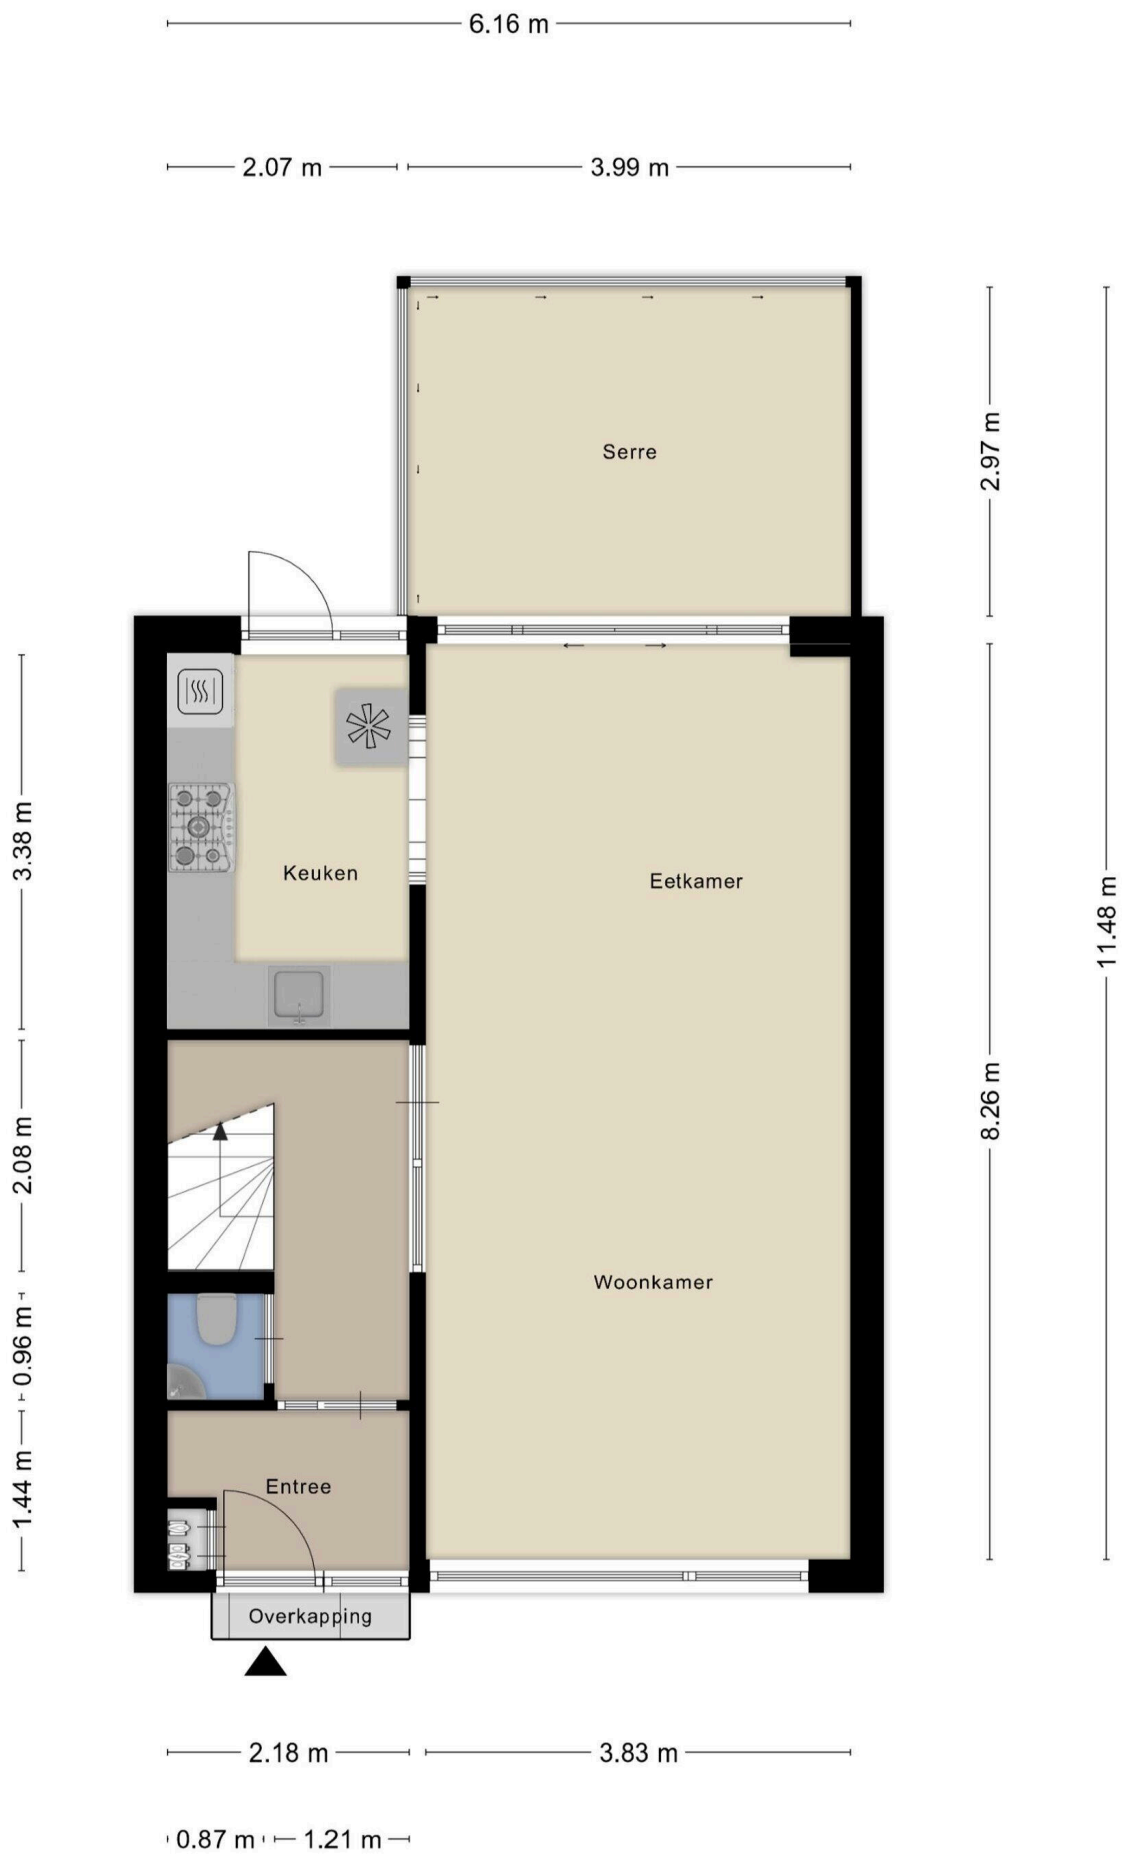 6.16 m
2.07 m
3.99 m
Serre
2.97 m
Keuken
3.38 m
Eetkamer
11.48 m
8.26 m
2.08 m
Woonkamer
0.96 m
1.44 m
Entree
Overkapping
2.18 m
3.83 m
0.87 m
1.21 m